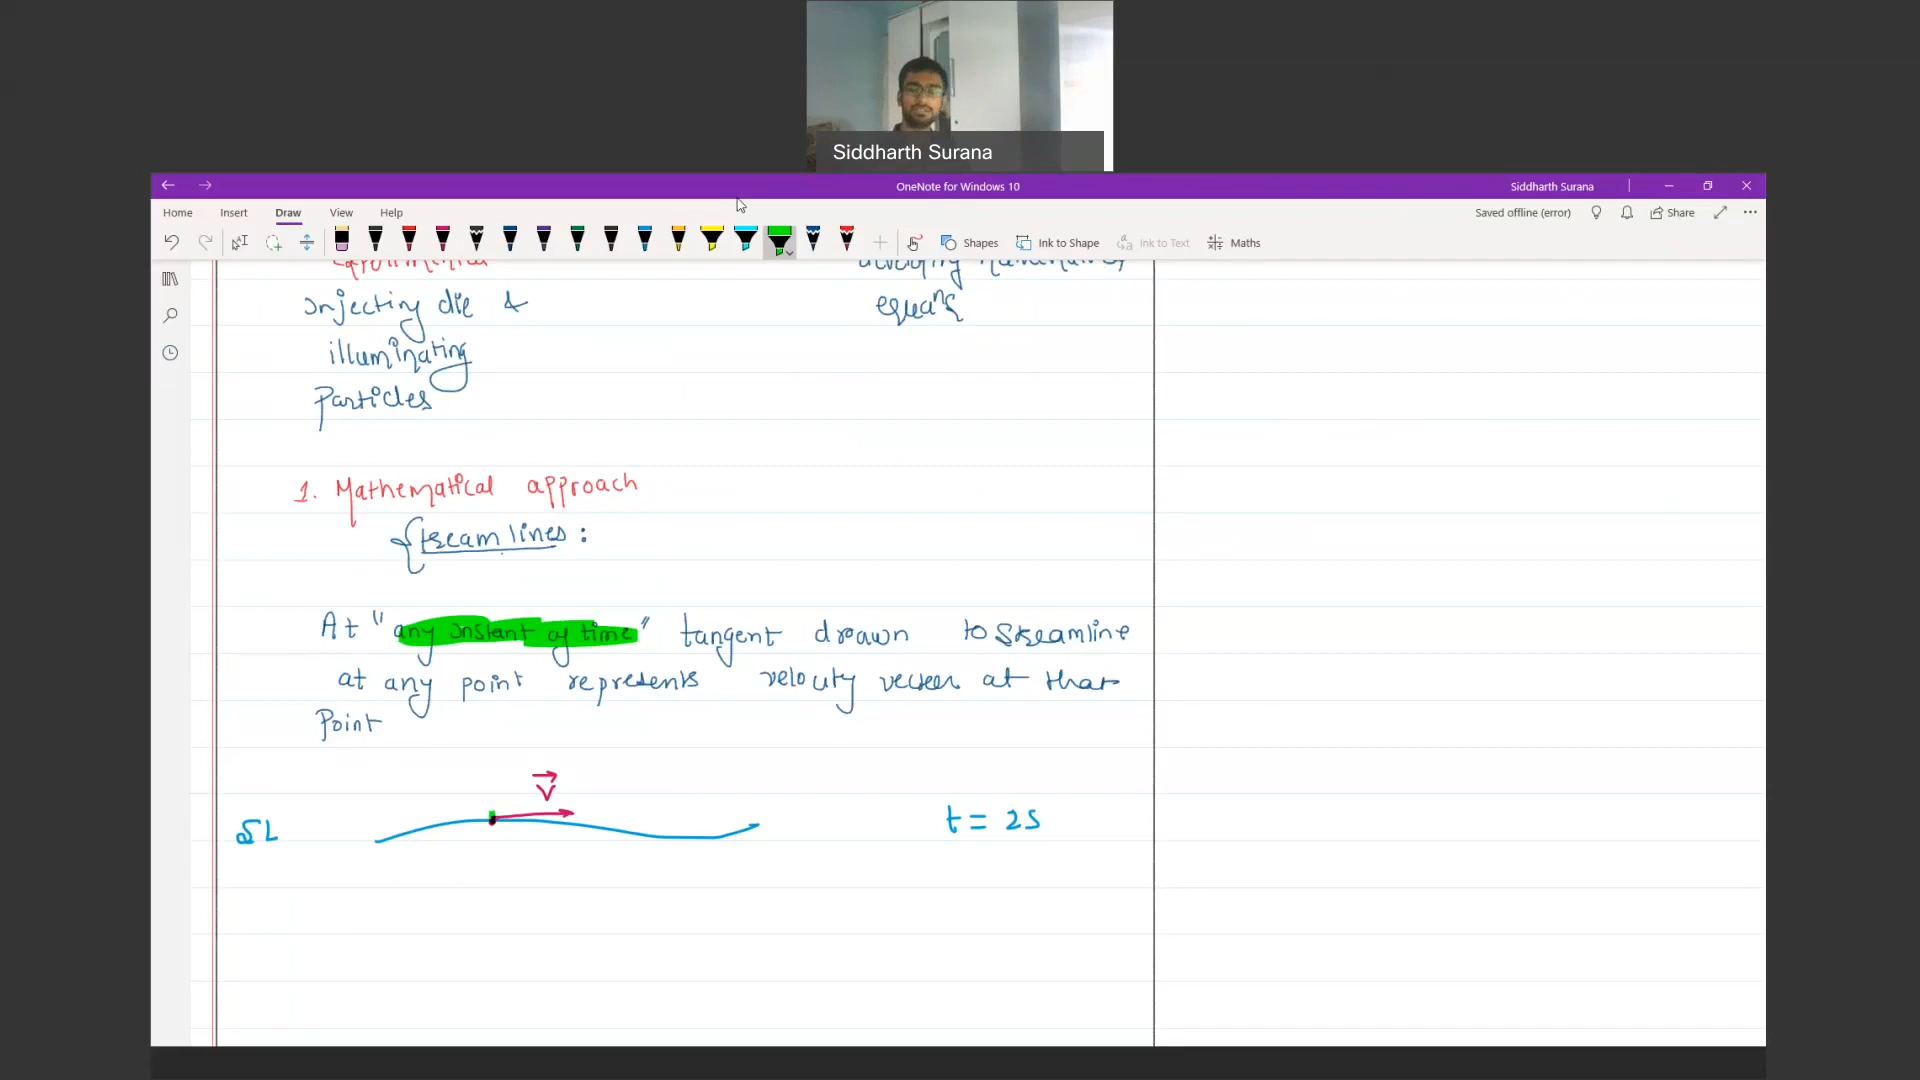 Siddharth Surana
OneNote for Windows 10
Siddharth Surana
Home Insert Draw View Help
Saved offline (error)
Share
Shapes
Ink to Shape
Ink to Text
Maths
Injecting die &
equanˢ
illuminating
Particles
1. Mathematical approach
Streamlines :
At "any instant of time" tangent drawn to Streamline
at any point represents velocity vector at that
Point
V
SL
t = 2S